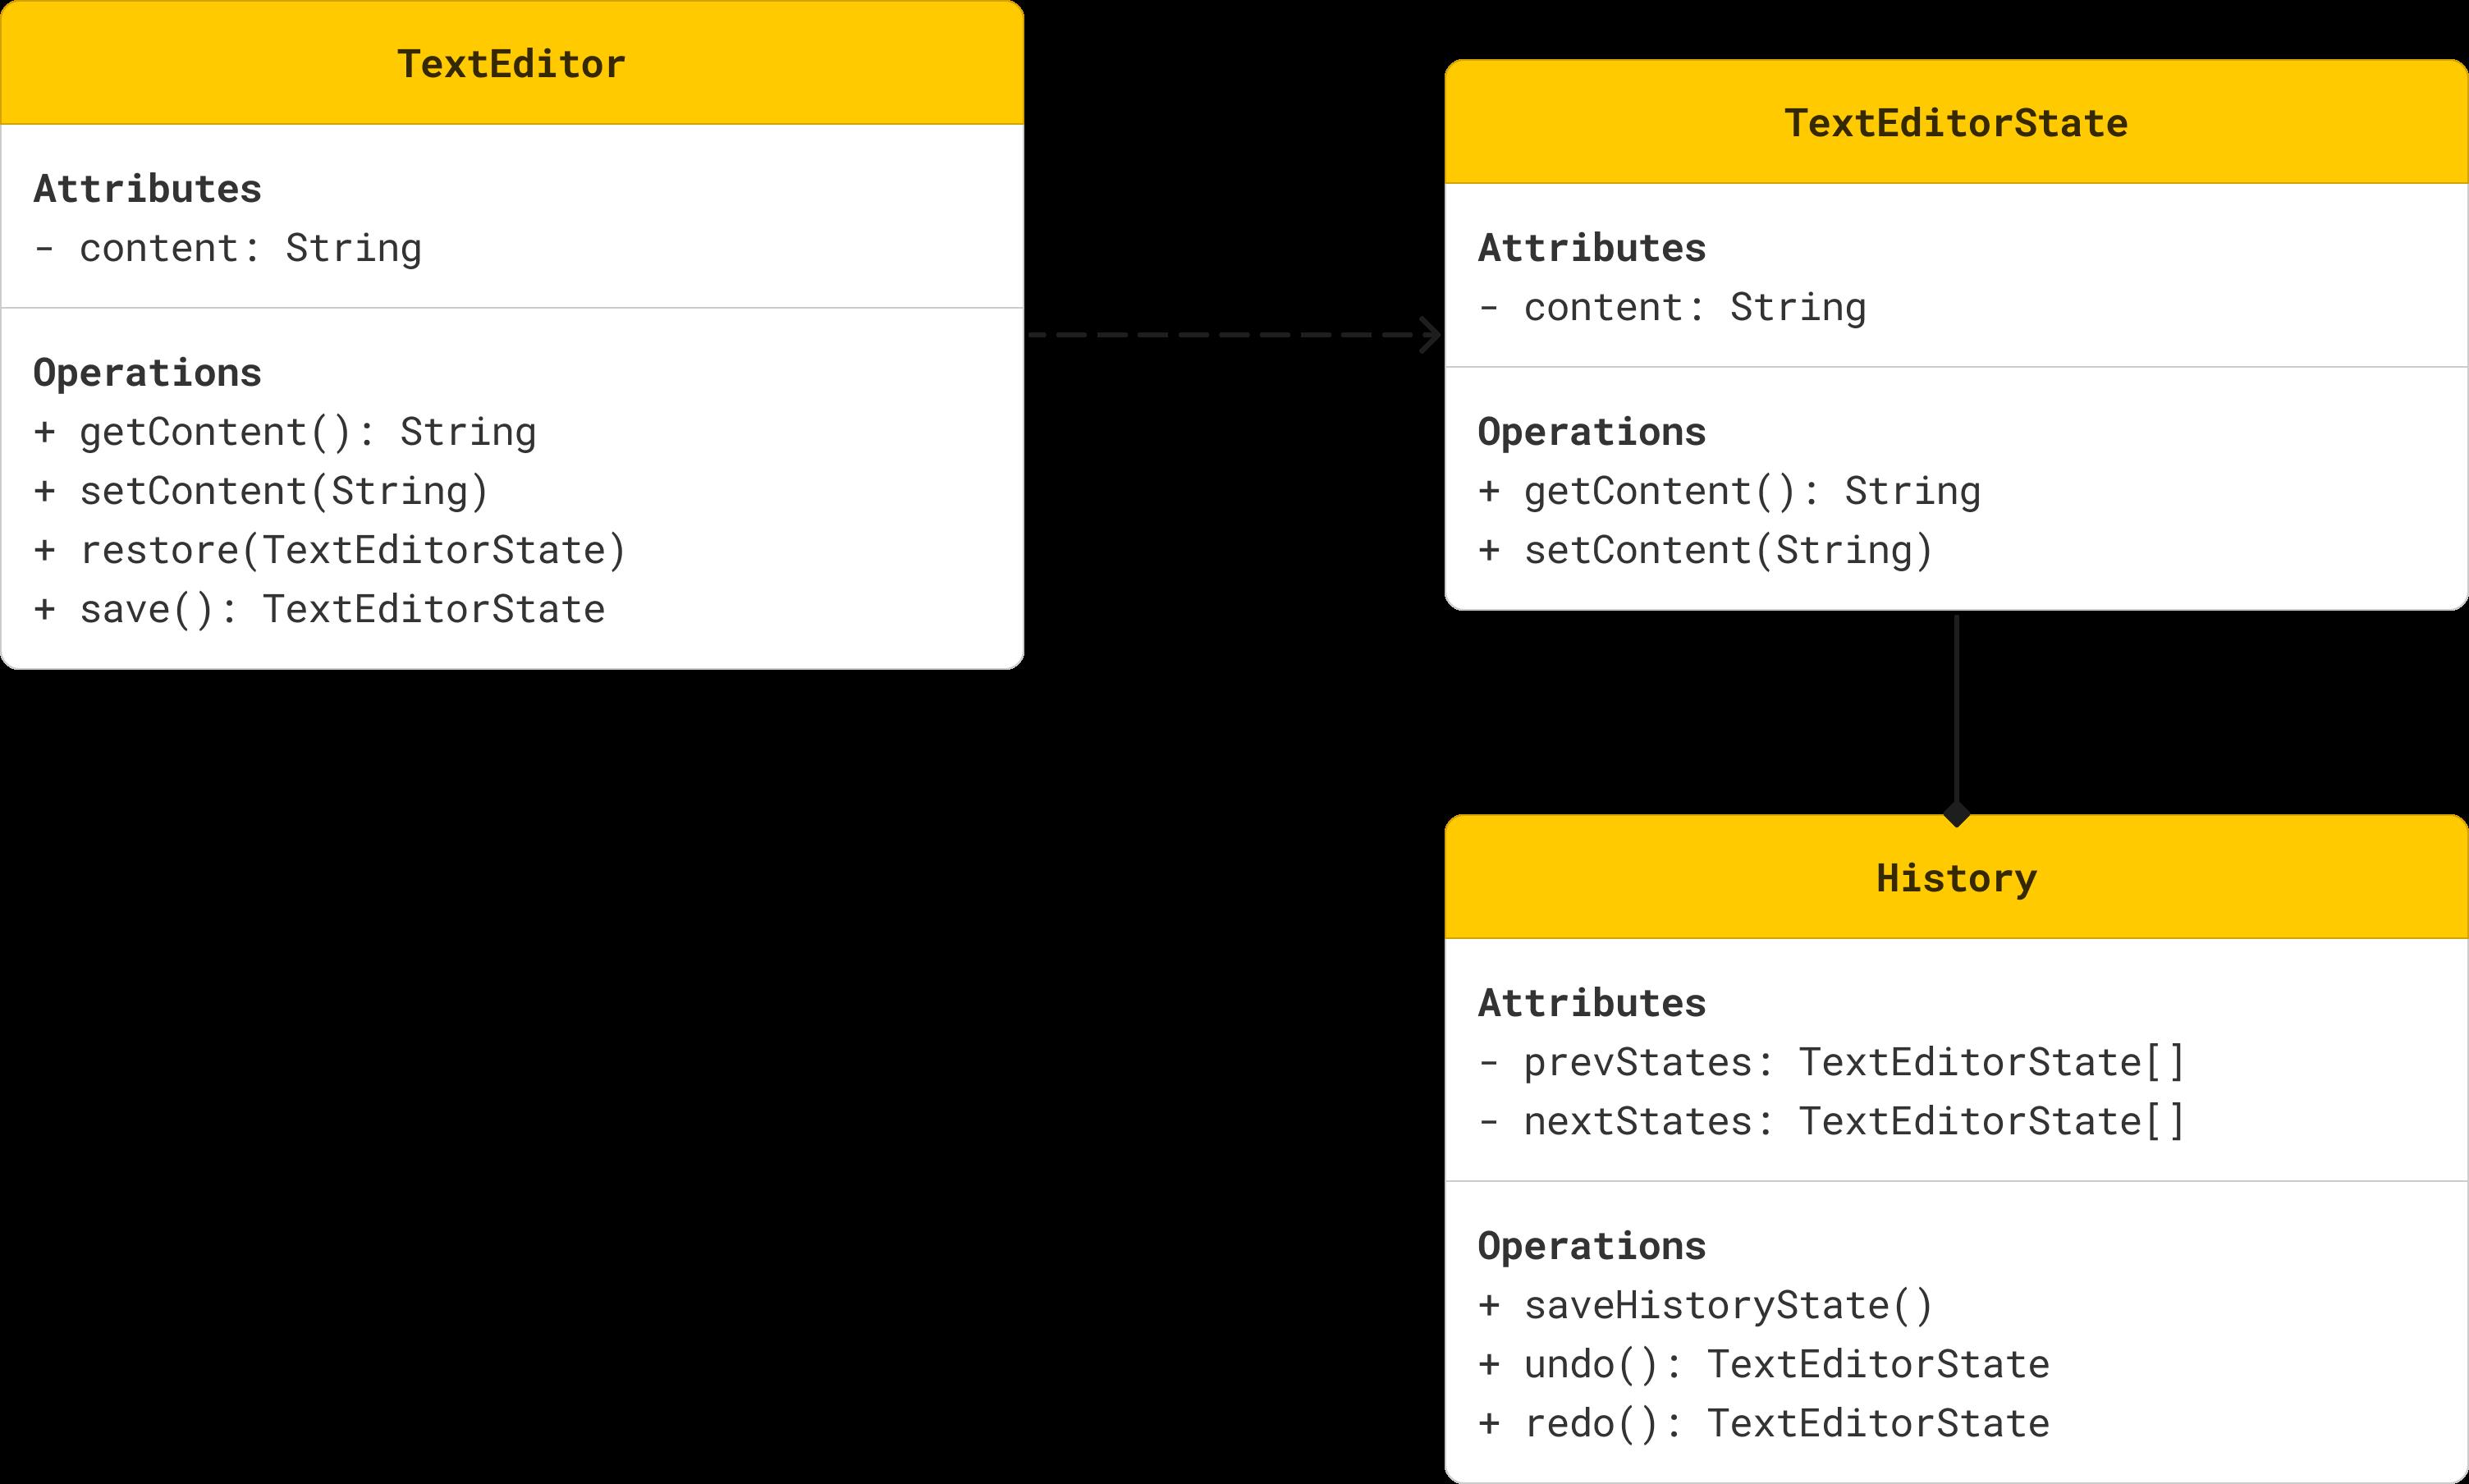 TextEditor
Attributes
- content: String
Operations
+ getContent(): String
+ setContent(String)
+ restore(TextEditorState)
+ save(): TextEditorState
TextEditorState
Attributes
- content: String
Operations
+ getContent(): String
+ setContent(String)
History
Attributes
- prevStates: TextEditorState[]
- nextStates: TextEditorState[]
Operations
+ saveHistoryState()
+ undo(): TextEditorState
+ redo(): TextEditorState